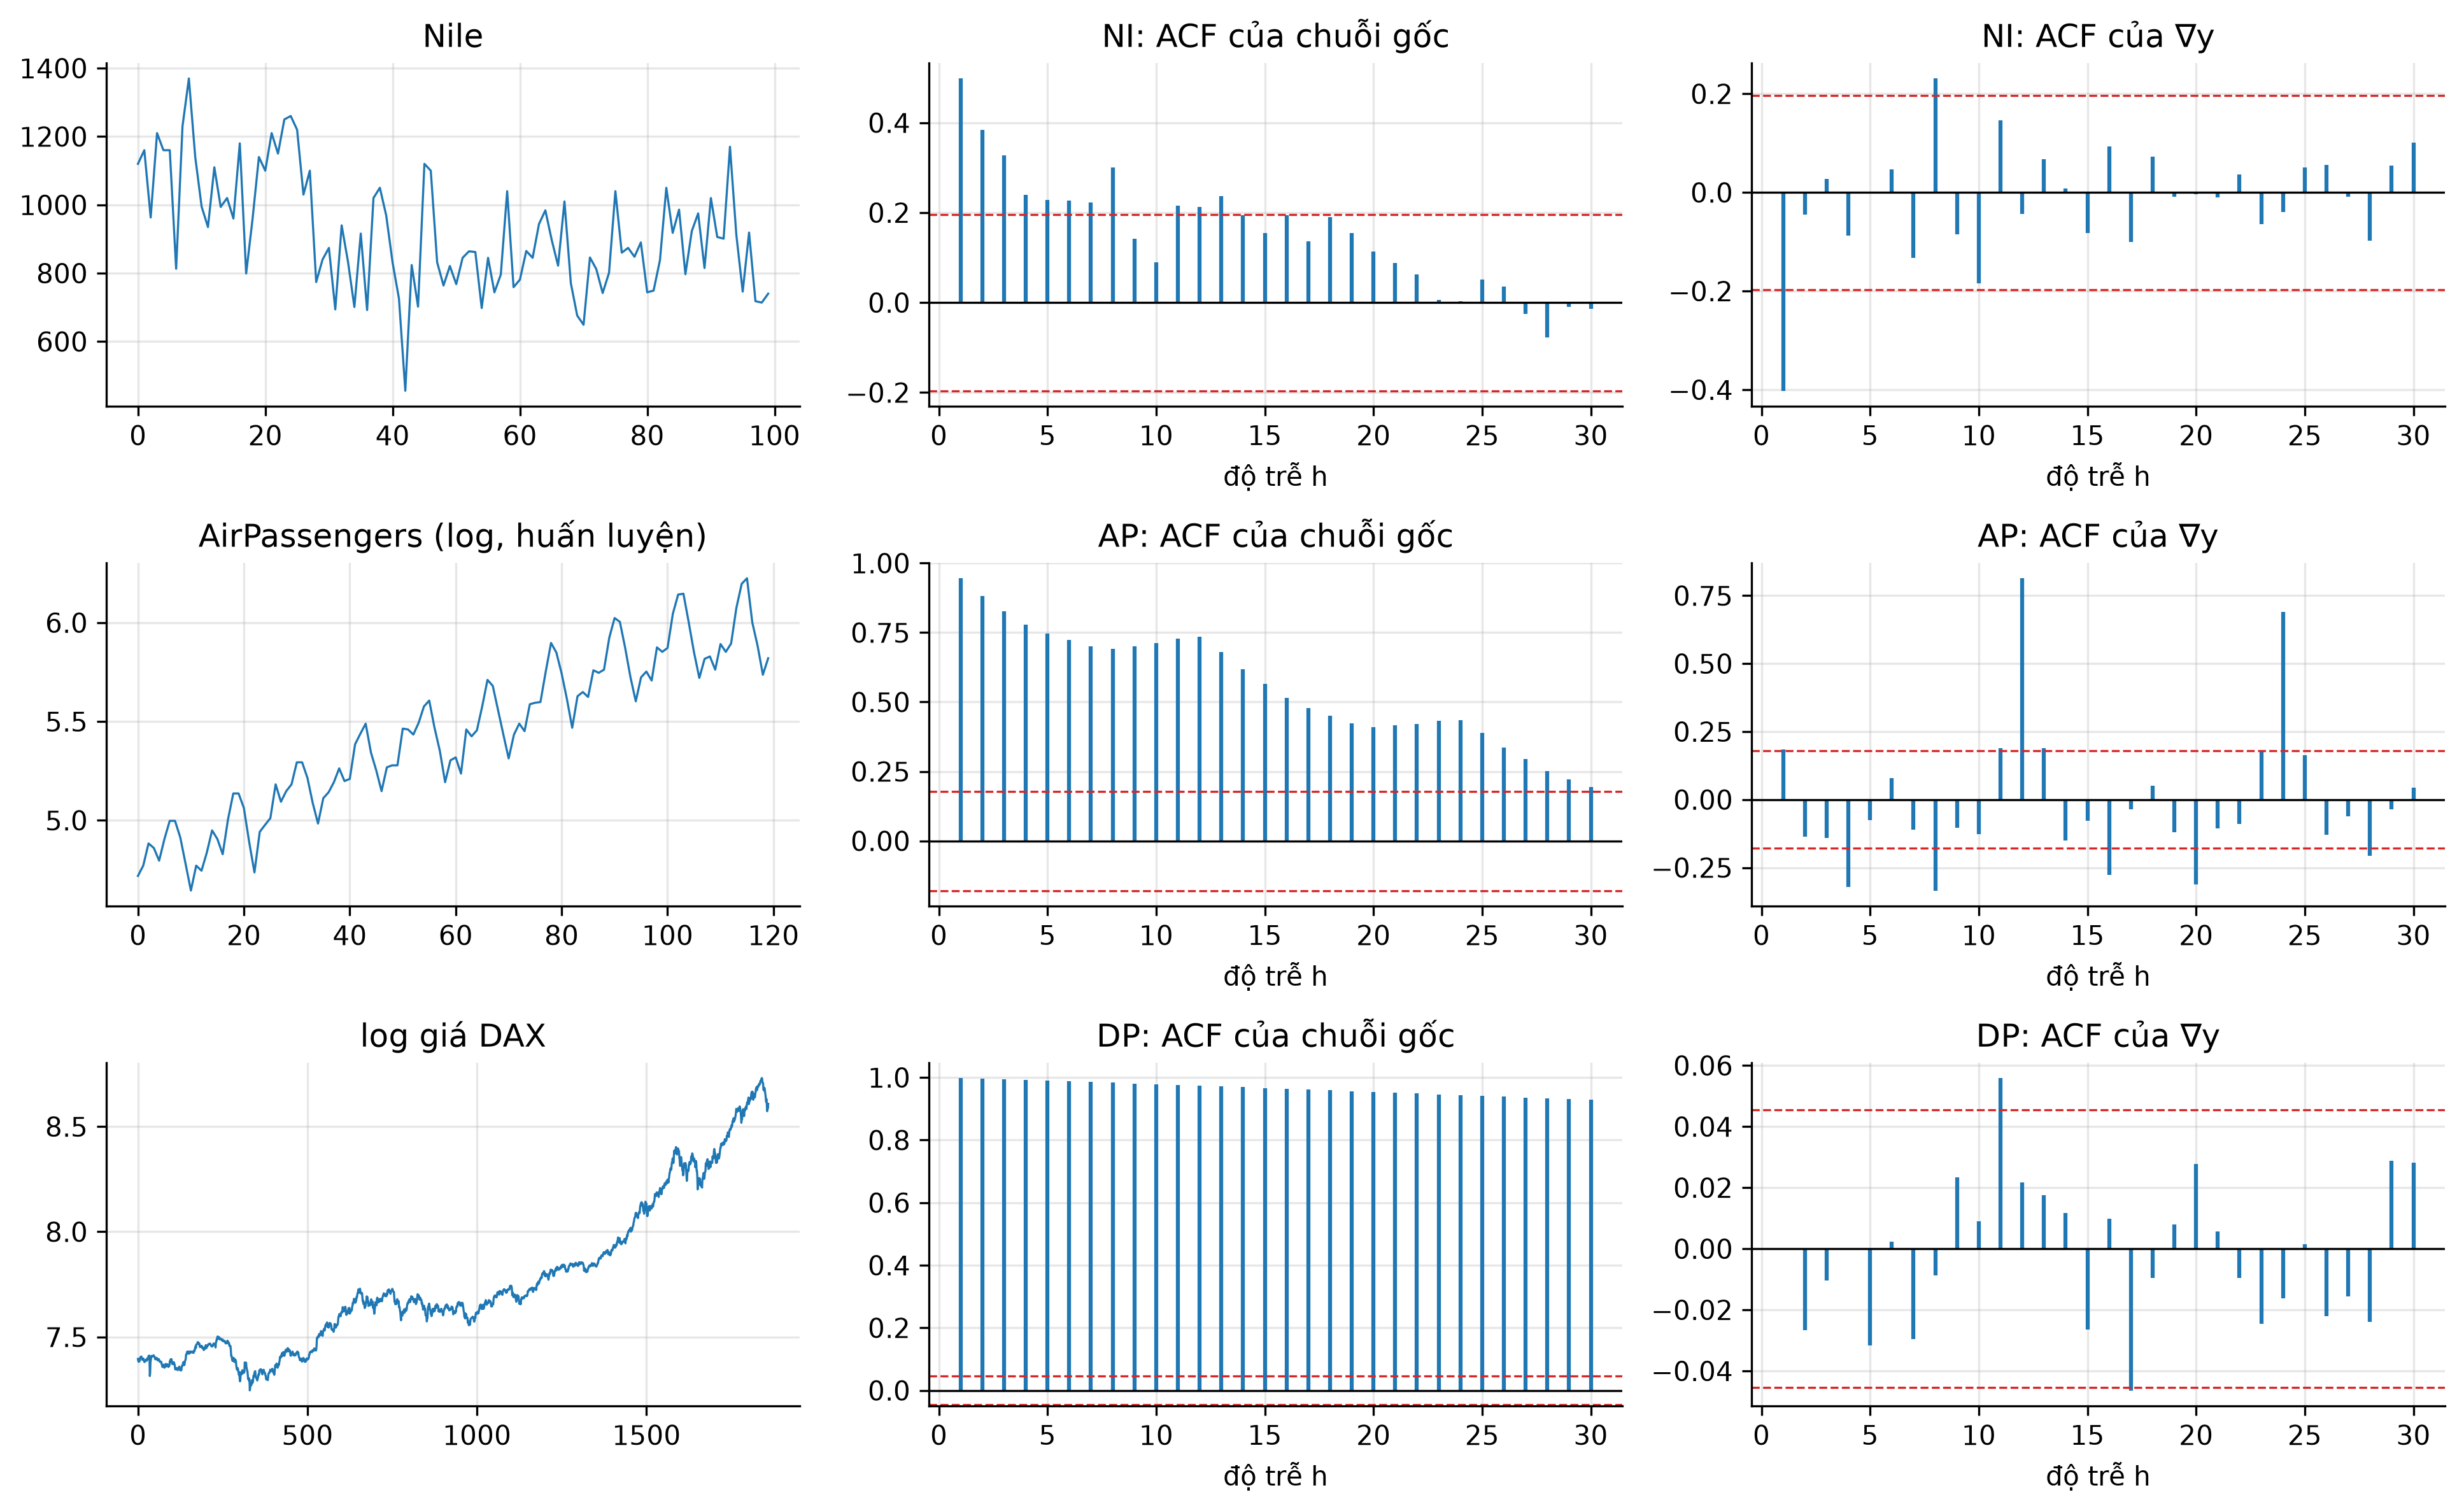 Nile
1400
1200
1000
800
600
0 20 40 60 80 100
NI: ACF của chuỗi gốc
0.4
0.2
0.0
−0.2
0 5 10 15 20 25 30
độ trễ h
NI: ACF của ∇y
0.2
0.0
−0.2
−0.4
0 5 10 15 20 25 30
độ trễ h
AirPassengers (log, huấn luyện)
6.0
5.5
5.0
0 20 40 60 80 100 120
AP: ACF của chuỗi gốc
1.00
0.75
0.50
0.25
0.00
0 5 10 15 20 25 30
độ trễ h
AP: ACF của ∇y
0.75
0.50
0.25
0.00
−0.25
0 5 10 15 20 25 30
độ trễ h
log giá DAX
8.5
8.0
7.5
0 500 1000 1500
DP: ACF của chuỗi gốc
1.0
0.8
0.6
0.4
0.2
0.0
0 5 10 15 20 25 30
độ trễ h
DP: ACF của ∇y
0.06
0.04
0.02
0.00
−0.02
−0.04
0 5 10 15 20 25 30
độ trễ h